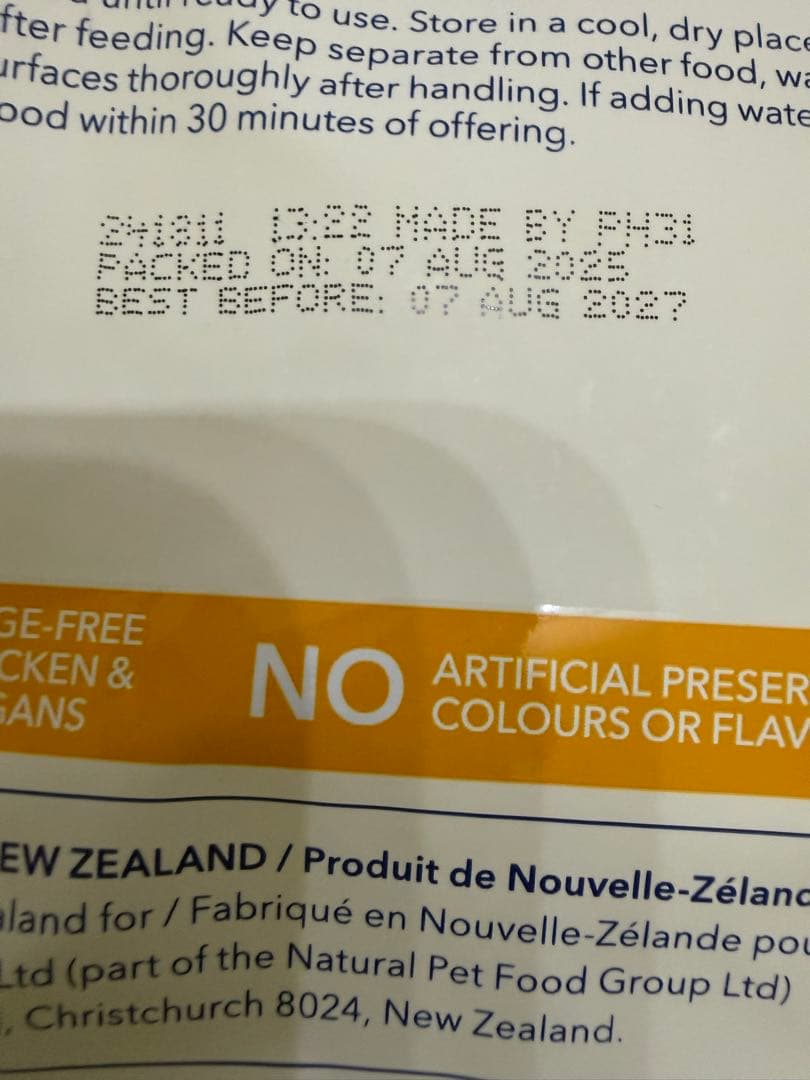 to use. Store in a cool, dry place
fter feeding. Keep separate from other food, wa
urfaces thoroughly after handling. If adding wate
ood within 30 minutes of offering.
241811 13:22 MADE BY PH31
PACKED ON: 07 AUG 2025
BEST BEFORE: 07 AUG 2027
GE-FREE
CKEN &
GANS
NO
ARTIFICIAL PRESER
COLOURS OR FLAV
EW ZEALAND / Produit de Nouvelle-Zéland
aland for / Fabriqué en Nouvelle-Zélande pou
Ltd (part of the Natural Pet Food Group Ltd)
, Christchurch 8024, New Zealand.